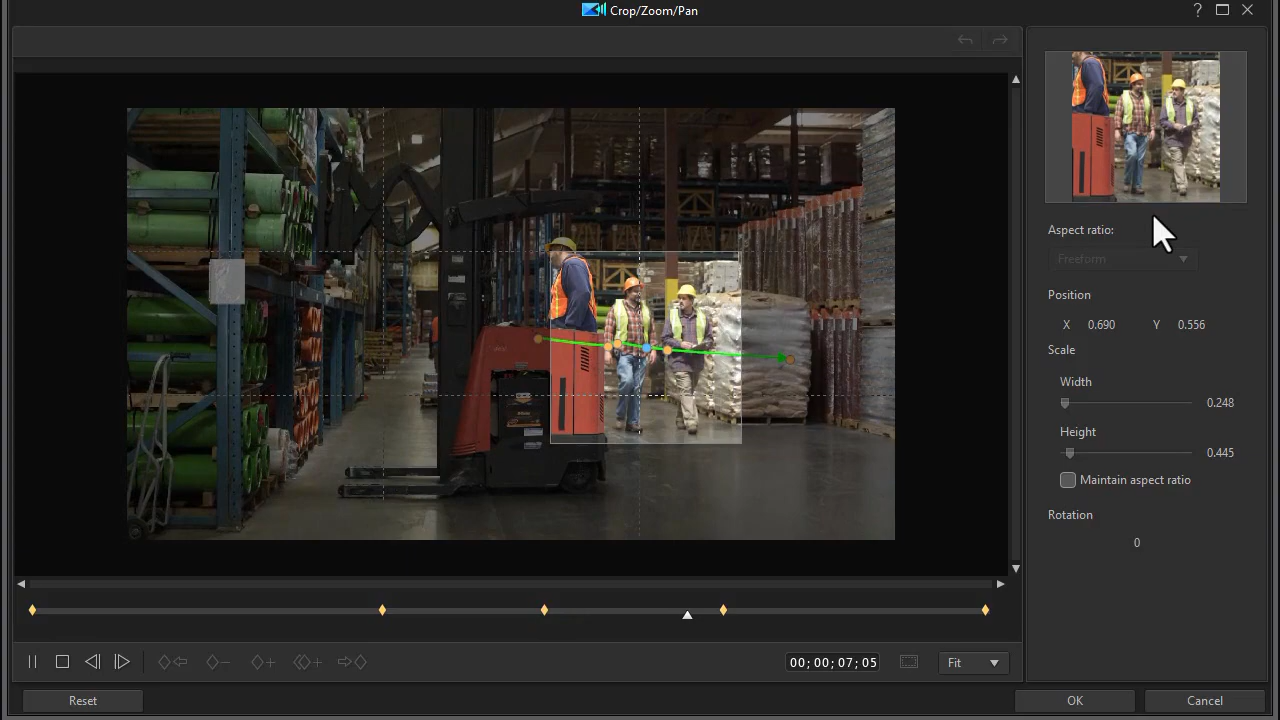 Crop/Zoom/Pan
?
Aspect ratio:
Freeform
Position
X 0.690 Y 0.556
Scale
Width
0.248
Height
0.445
Maintain aspect ratio
Rotation
0
00;00;07;05
Fit
Reset
OK
Cancel